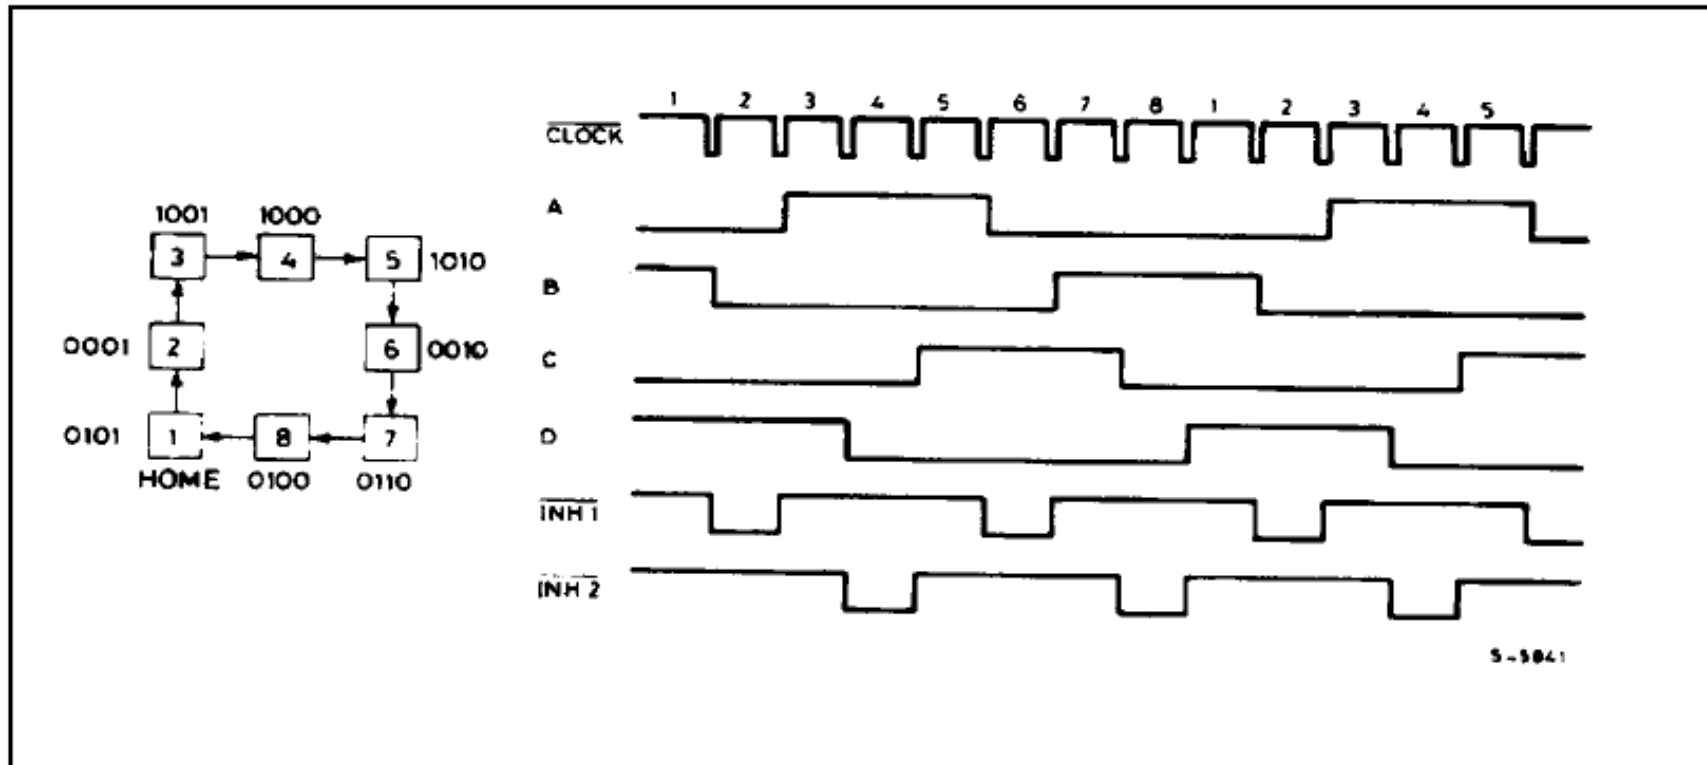 1001 1000
3 4 5 1010
0001 2 6 0010
0101 1 8 7
HOME 0100 0110
1 2 3 4 5 6 7 8 1 2 3 4 5
CLOCK
A
B
C
D
INH 1
INH 2
S-5841